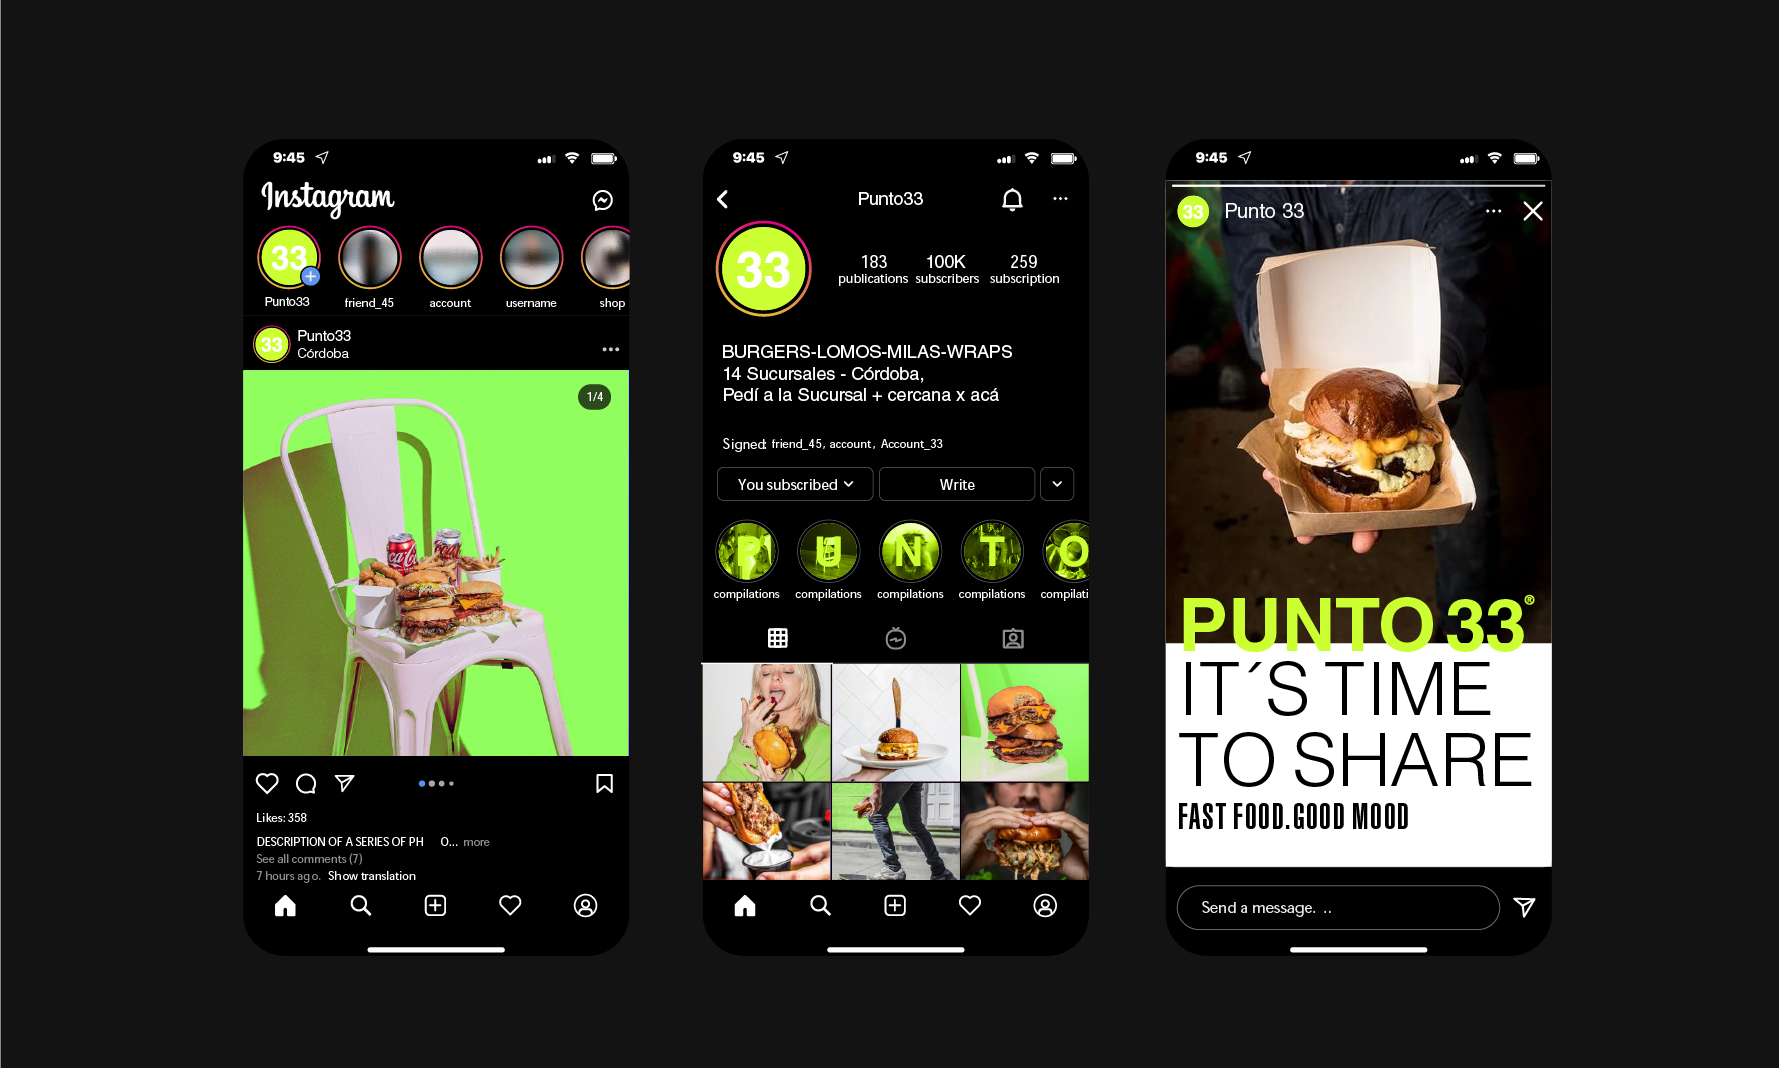 9:45
Instagram
33
Punto33
friend_45
account
username
shop
33
Punto33
Córdoba
1/4
Coca-Cola
Likes: 358
DESCRIPTION OF A SERIES OF PH O... more
See all comments (7)
7 hours ago. Show translation
9:45
Punto33
33
183
publications
100K
subscribers
259
subscription
BURGERS-LOMOS-MILAS-WRAPS
14 Sucursales - Córdoba,
Pedí a la Sucursal + cercana x acá
Signed: friend_45, account, Account_33
You subscribed
Write
P U N T O
compilations compilations compilations compilations compilati
9:45
33 Punto 33
PUNTO 33®
IT´S TIME
TO SHARE
FAST FOOD.GOOD MOOD
Send a message. ..